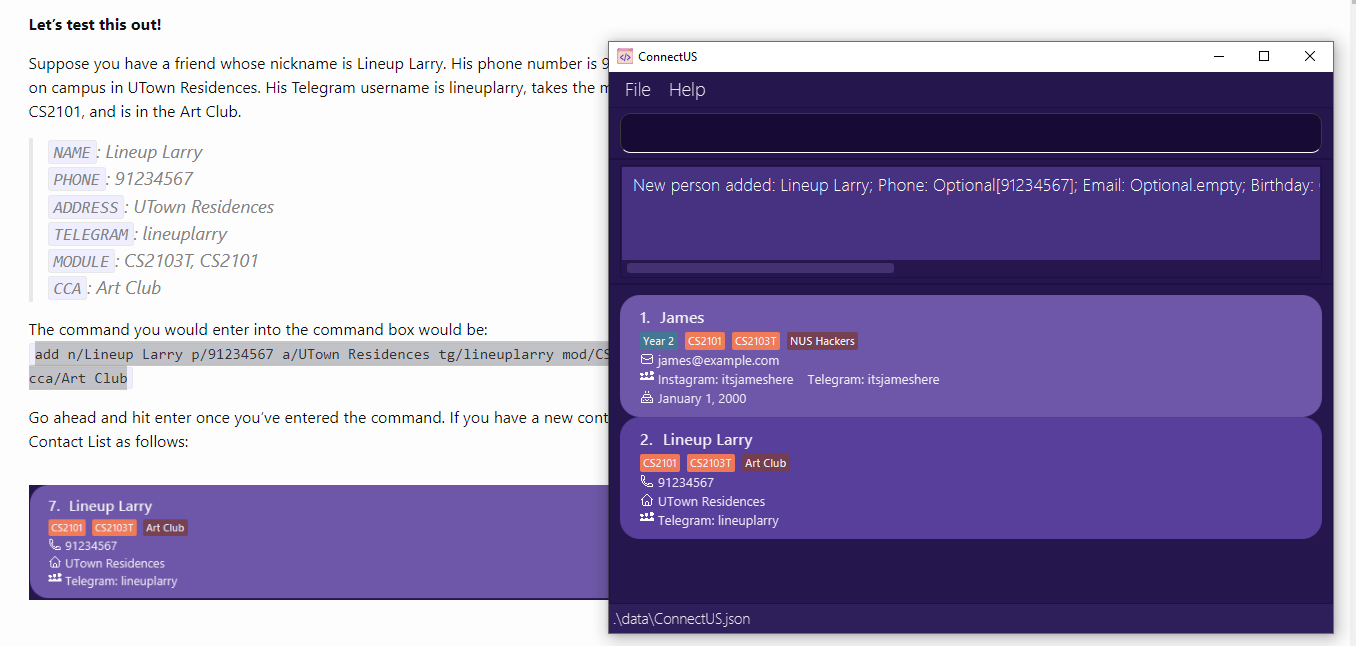 Let's test this out!
Suppose you have a friend whose nickname is Lineup Larry. His phone number is 9
on campus in UTown Residences. His Telegram username is lineuplarry, takes the
CS2101, and is in the Art Club.
NAME : Lineup Larry
PHONE : 91234567
ADDRESS : UTown Residences
TELEGRAM : lineuplarry
MODULE : CS2103T, CS2101
CCA : Art Club
The command you would enter into the command box would be:
add n/Lineup Larry p/91234567 a/UTown Residences tg/lineuplarry mod/CS
cca/Art Club
Go ahead and hit enter once you've entered the command. If you have a new cont
Contact List as follows:
7. Lineup Larry
CS2101 CS2103T Art Club
91234567
UTown Residences
Telegram: lineuplarry
ConnectUS
File Help
New person added: Lineup Larry; Phone: Optional[91234567]; Email: Optional.empty; Birthday:
1. James
Year 2 CS2101 CS2103T NUS Hackers
james@example.com
Instagram: itsjameshere Telegram: itsjameshere
January 1, 2000
2. Lineup Larry
CS2101 CS2103T Art Club
91234567
UTown Residences
Telegram: lineuplarry
.\data\ConnectUS.json